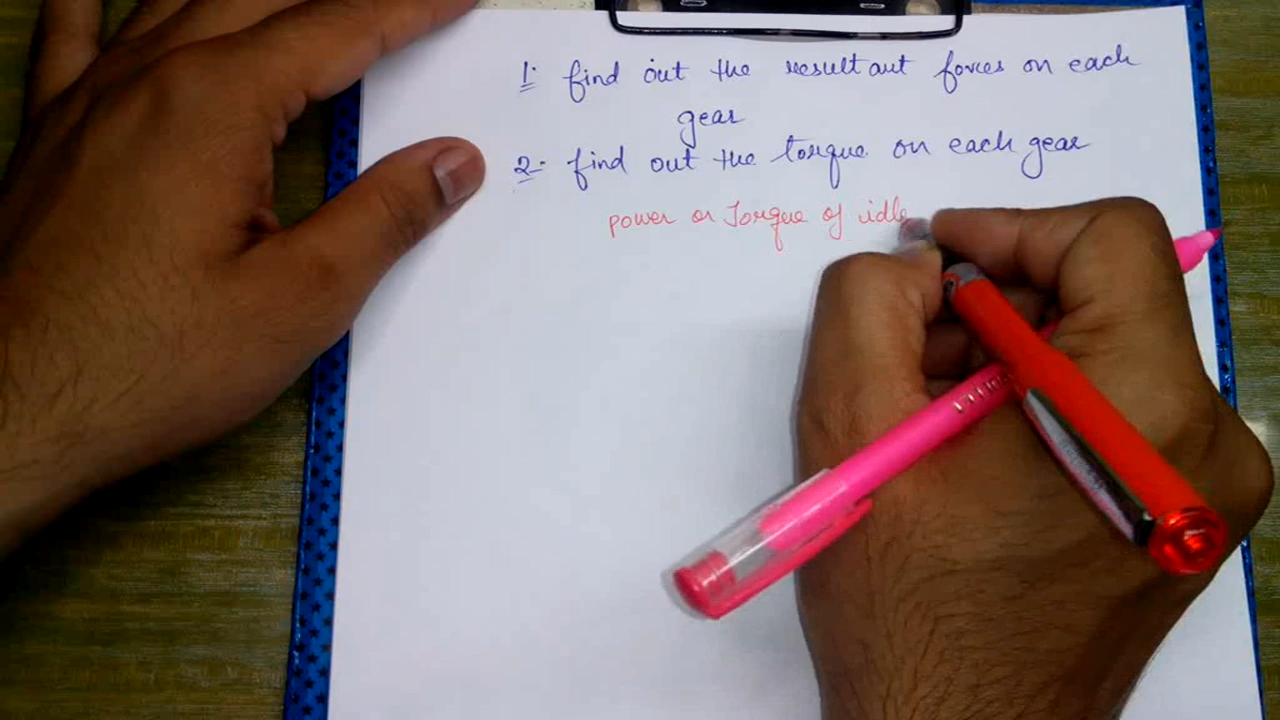 1. find out the resultant forces on each
gear
2. find out the torque on each gear
power or Torque of idle